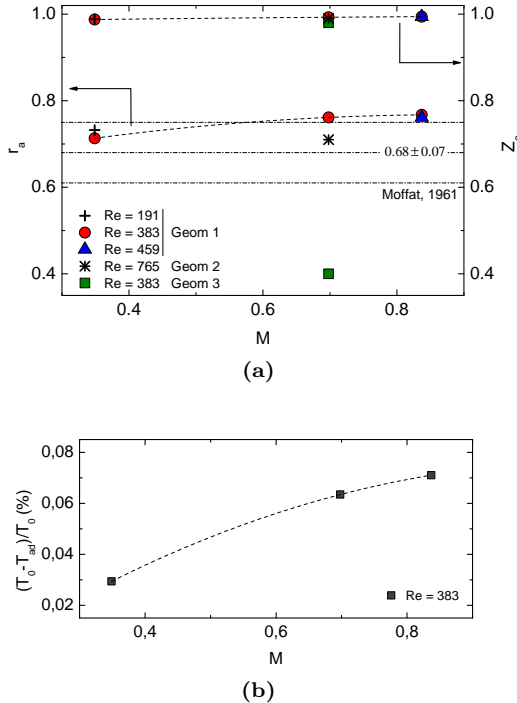 1.0
0.8
0.6
0.4
r_a
1.0
0.8
0.6
0.4
0.68±0.07
Moffat, 1961
Re = 191
Re = 383 Geom 1
Re = 459
Re = 765 Geom 2
Re = 383 Geom 3
0.4 0.6 0.8
M
(a)
0,08
0,06
0,04
0,02
(T_0-T_ad)/T_0 (%)
Re = 383
0,4 0,6 0,8
M
(b)